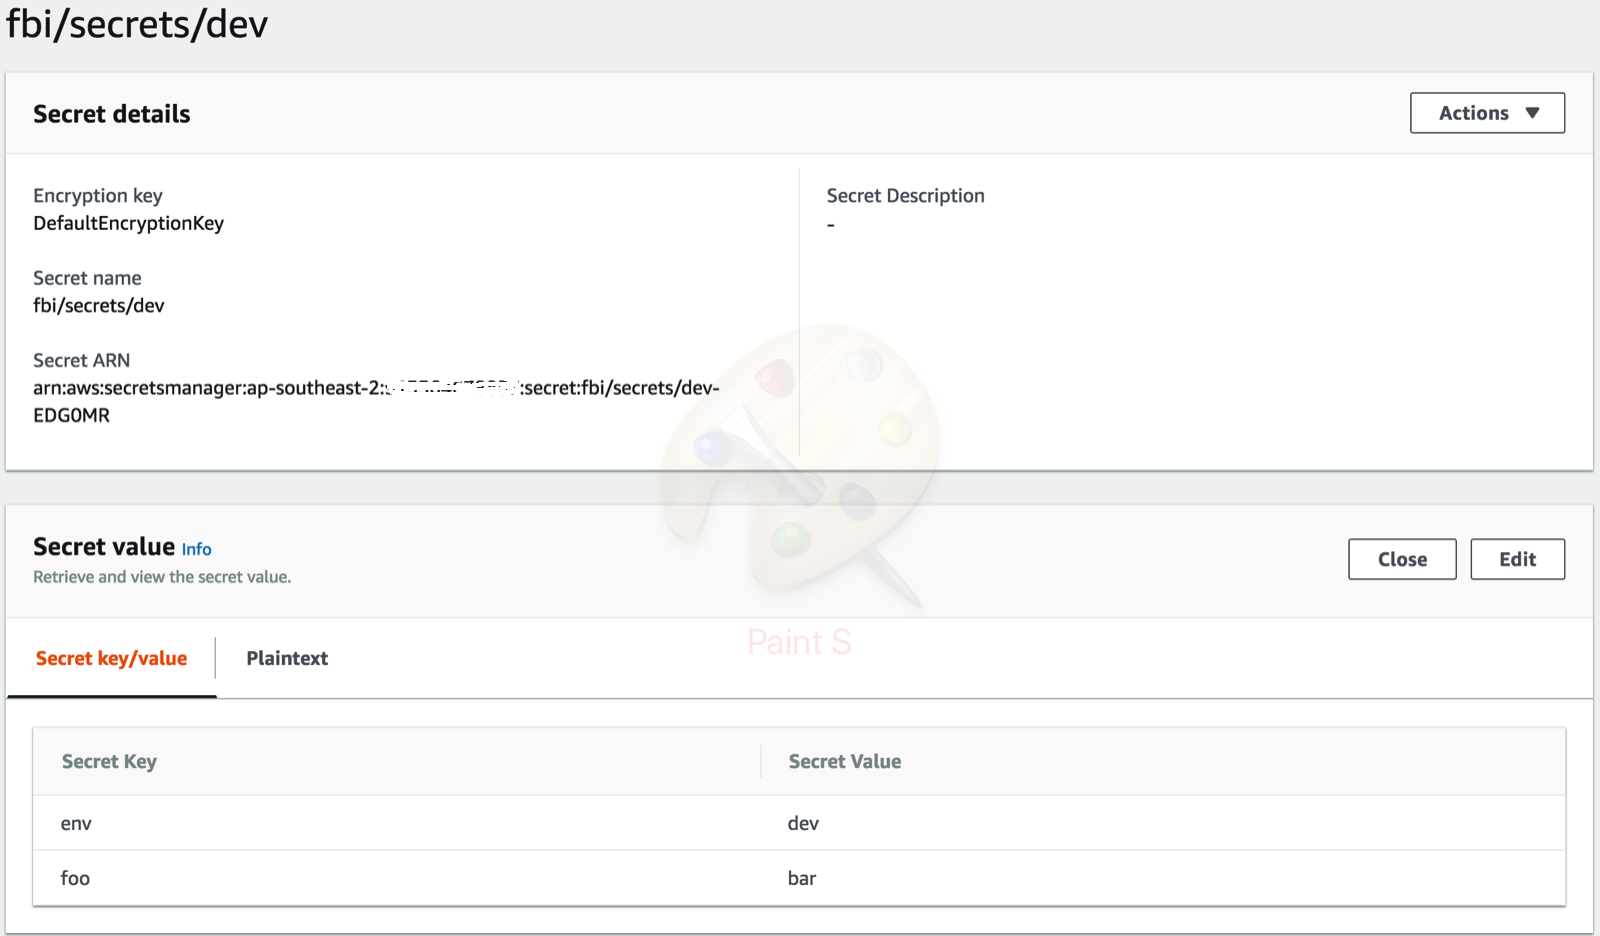 fbi/secrets/dev
Secret details
Actions ▼
Encryption key
DefaultEncryptionKey
Secret Description
-
Secret name
fbi/secrets/dev
Secret ARN
arn:aws:secretsmanager:ap-southeast-2: :secret:fbi/secrets/dev-
EDG0MR
Secret value Info
Retrieve and view the secret value.
Close
Edit
Paint S
Secret key/value
Plaintext
Secret Key
Secret Value
env
dev
foo
bar